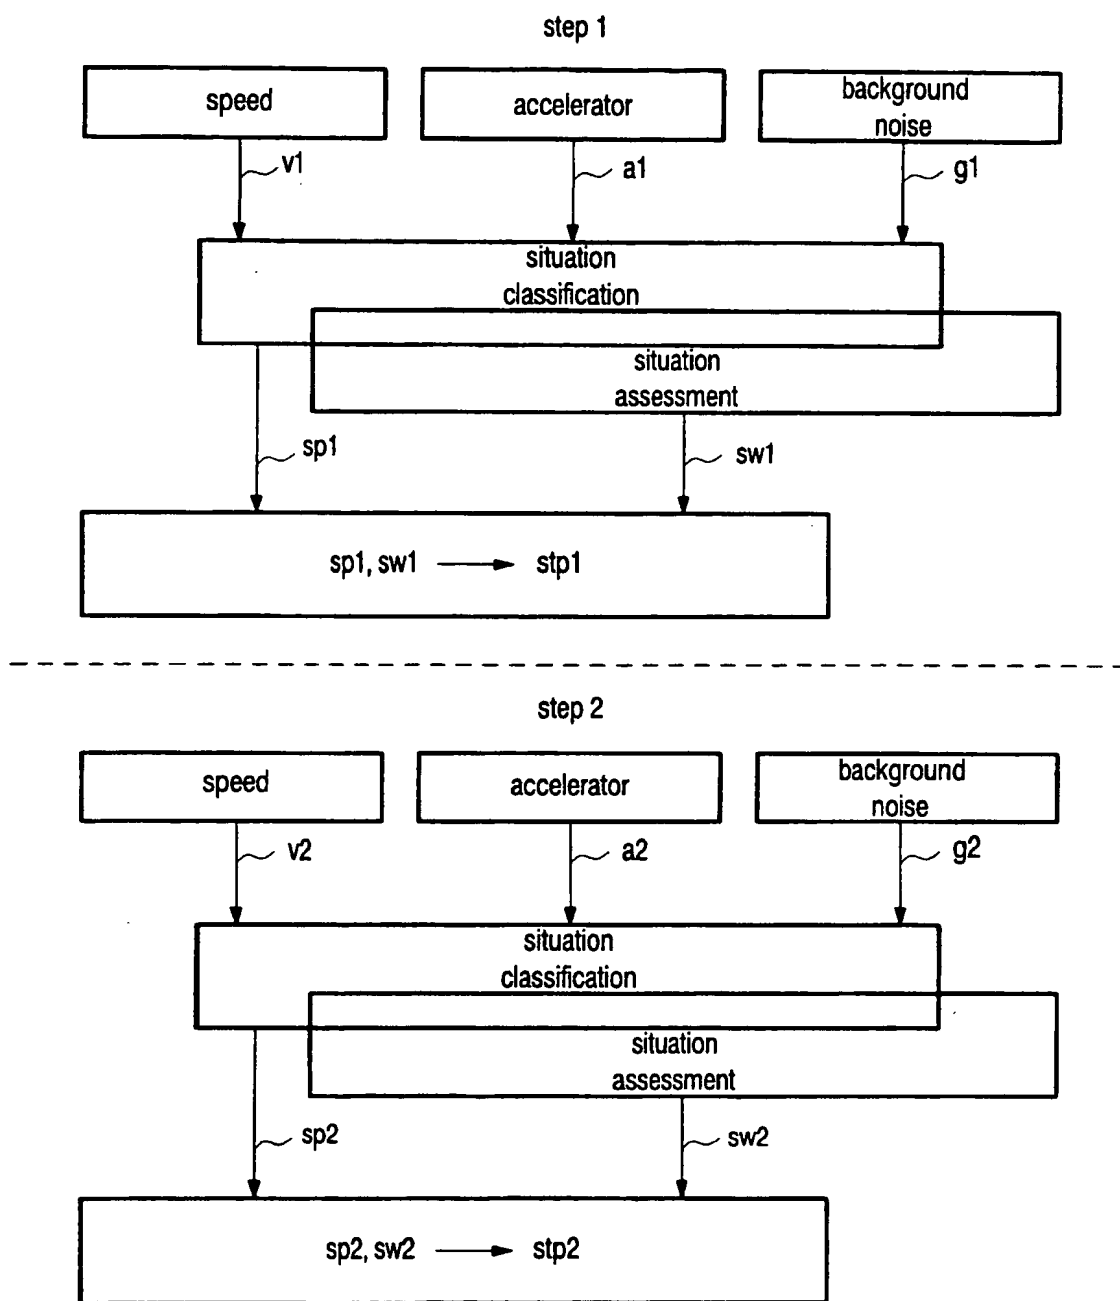 step 1
speed
accelerator
background
noise
v1
a1
g1
situation
classification
situation
assessment
sp1
sw1
sp1, sw1 → stp1
step 2
speed
accelerator
background
noise
v2
a2
g2
situation
classification
situation
assessment
sp2
sw2
sp2, sw2 → stp2